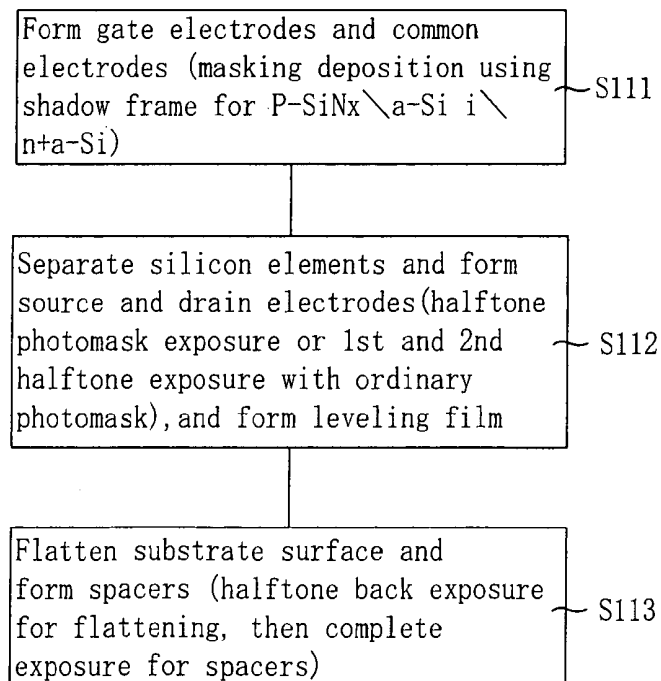 Form gate electrodes and common
electrodes (masking deposition using
shadow frame for P-SiNx\a-Si i\
n+a-Si)
S111
Separate silicon elements and form
source and drain electrodes(halftone
photomask exposure or 1st and 2nd
halftone exposure with ordinary
photomask),and form leveling film
S112
Flatten substrate surface and
form spacers (halftone back exposure
for flattening, then complete
exposure for spacers)
S113